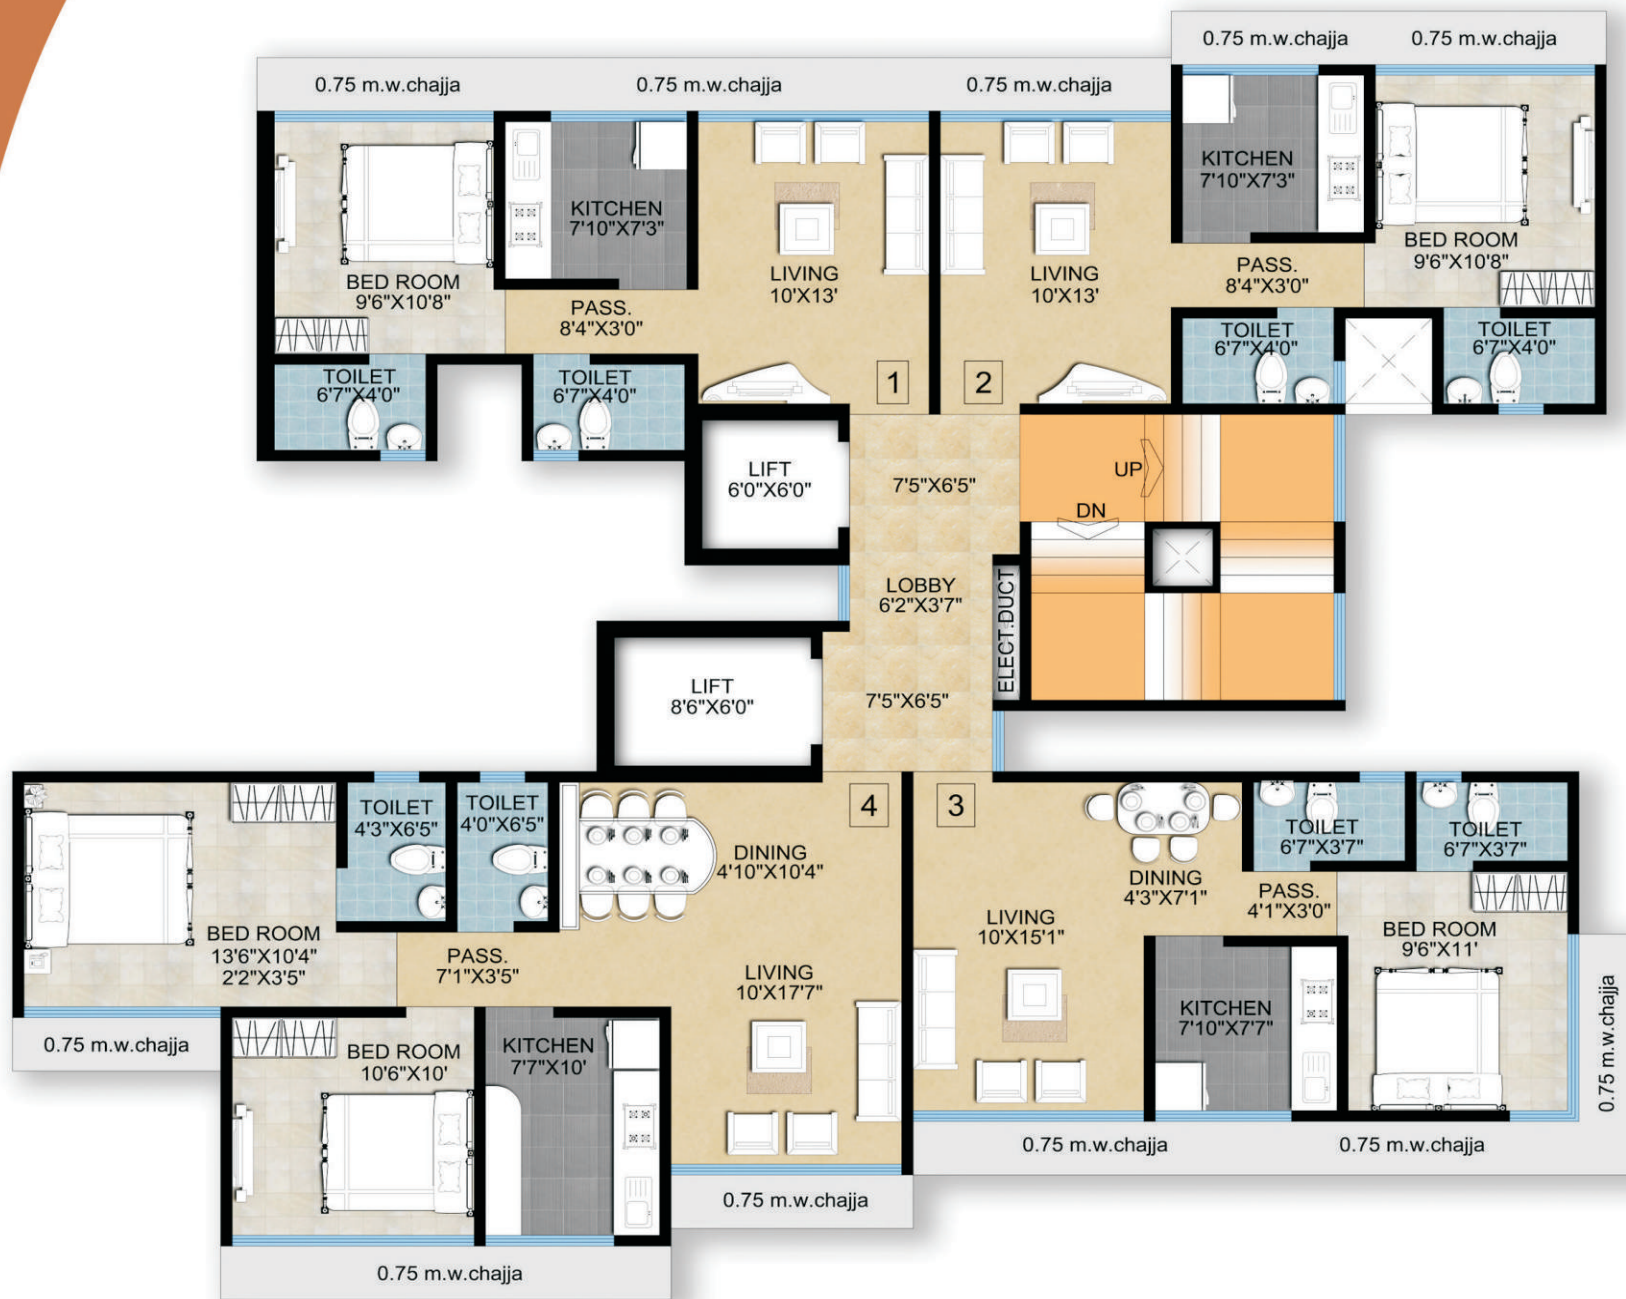 0.75 m.w.chajja
0.75 m.w.chajja
0.75 m.w.chajja
0.75 m.w.chajja
0.75 m.w.chajja
BED ROOM
9'6"X10'8"
KITCHEN
7'10"X7'3"
LIVING
10'X13'
PASS.
8'4"X3'0"
TOILET
6'7"X4'0"
TOILET
6'7"X4'0"
1
LIVING
10'X13'
KITCHEN
7'10"X7'3"
BED ROOM
9'6"X10'8"
PASS.
8'4"X3'0"
TOILET
6'7"X4'0"
TOILET
6'7"X4'0"
2
LIFT
6'0"X6'0"
7'5"X6'5"
UP
DN
LOBBY
6'2"X3'7"
ELECT.DUCT
LIFT
8'6"X6'0"
7'5"X6'5"
TOILET
4'3"X6'5"
TOILET
4'0"X6'5"
DINING
4'10"X10'4"
4
BED ROOM
13'6"X10'4"
2'2"X3'5"
PASS.
7'1"X3'5"
LIVING
10'X17'7"
BED ROOM
10'6"X10'
KITCHEN
7'7"X10'
0.75 m.w.chajja
0.75 m.w.chajja
0.75 m.w.chajja
3
TOILET
6'7"X3'7"
TOILET
6'7"X3'7"
DINING
4'3"X7'1"
PASS.
4'1"X3'0"
LIVING
10'X15'1"
BED ROOM
9'6"X11'
KITCHEN
7'10"X7'7"
0.75 m.w.chajja
0.75 m.w.chajja
0.75 m.w.chajja